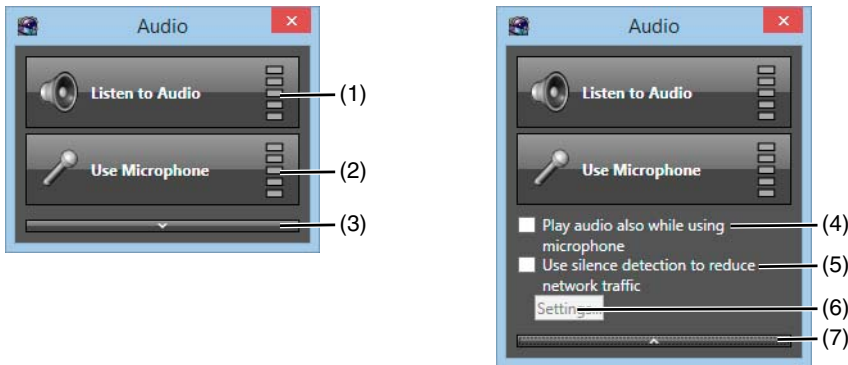 Audio
Listen to Audio
(1)
Use Microphone
(2)
(3)
Audio
Listen to Audio
Use Microphone
Play audio also while using
(4)
microphone
Use silence detection to reduce
(5)
network traffic
Settings...
(6)
(7)